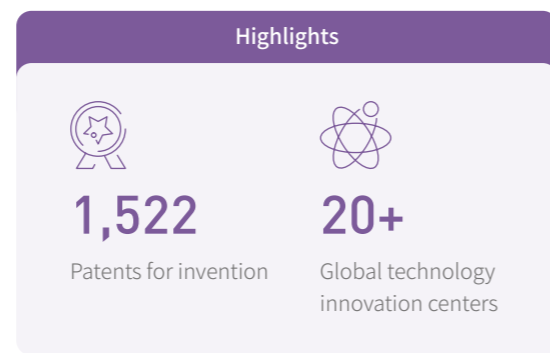 Highlights
1,522
Patents for invention
20+
Global technology
innovation centers